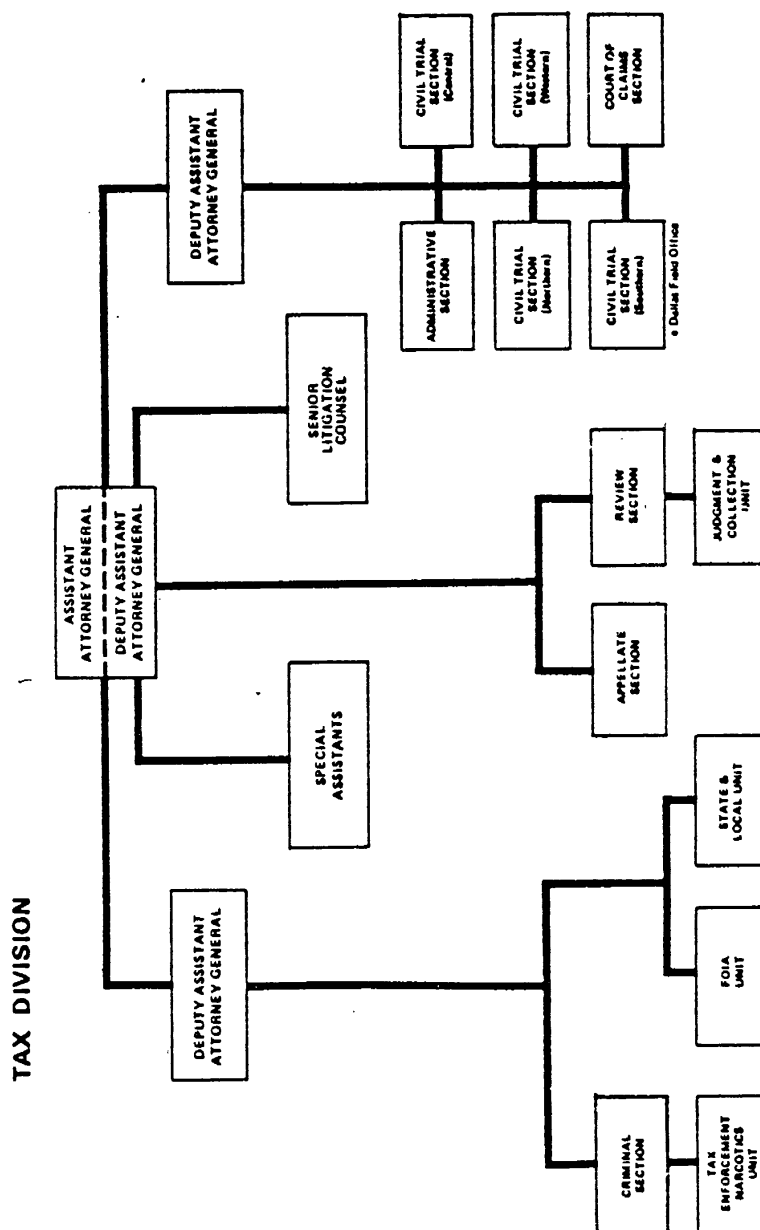 TAX DIVISION
ASSISTANT
ATTORNEY GENERAL
DEPUTY ASSISTANT
ATTORNEY GENERAL
DEPUTY ASSISTANT
ATTORNEY GENERAL
DEPUTY ASSISTANT
ATTORNEY GENERAL
SPECIAL
ASSISTANTS
SENIOR
LITIGATION
COUNSEL
ADMINISTRATIVE
SECTION
CIVIL TRIAL
SECTION
(Central)
CIVIL TRIAL
SECTION
(Northern)
CIVIL TRIAL
SECTION
(Western)
CIVIL TRIAL
SECTION
(Southern)
COURT OF
CLAIMS
SECTION
• Dallas Field Office
CRIMINAL
SECTION
APPELLATE
SECTION
REVIEW
SECTION
TAX
ENFORCEMENT
NARCOTICS
UNIT
FOIA
UNIT
STATE &
LOCAL UNIT
JUDGMENT &
COLLECTION
UNIT